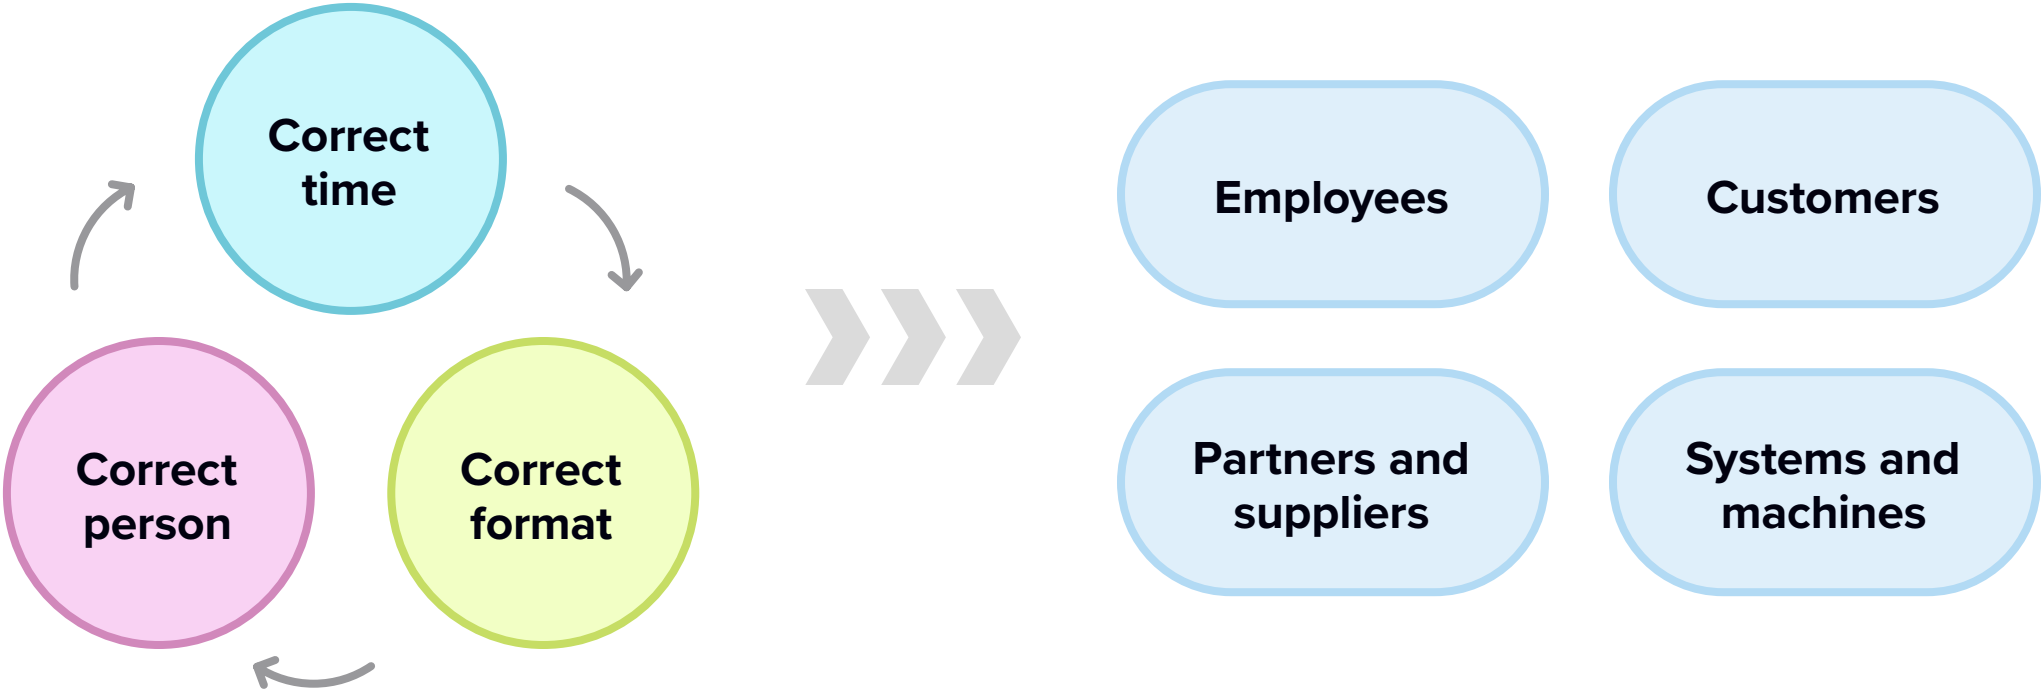 Correct
time
Correct
person
Correct
format
Employees
Customers
Partners and
suppliers
Systems and
machines